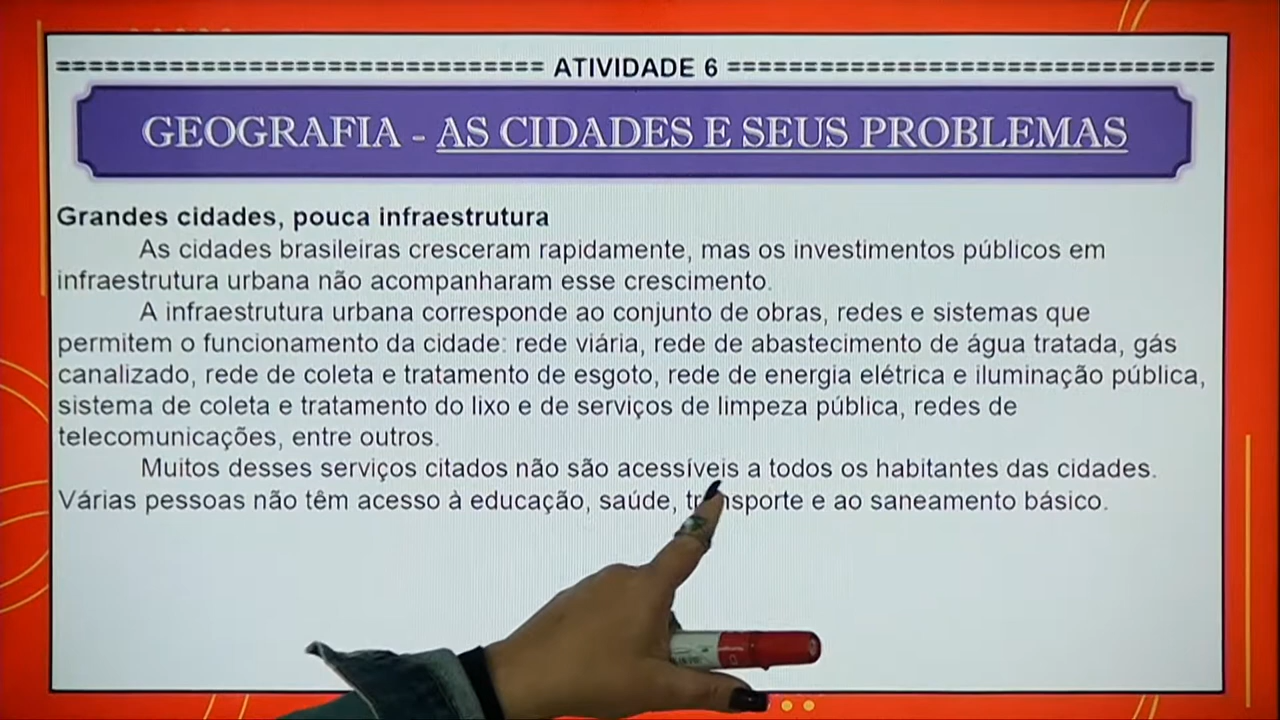 ============================== ATIVIDADE 6 ==============================
GEOGRAFIA - AS CIDADES E SEUS PROBLEMAS
Grandes cidades, pouca infraestrutura
As cidades brasileiras cresceram rapidamente, mas os investimentos públicos em
infraestrutura urbana não acompanharam esse crescimento.
A infraestrutura urbana corresponde ao conjunto de obras, redes e sistemas que
permitem o funcionamento da cidade: rede viária, rede de abastecimento de água tratada, gás
canalizado, rede de coleta e tratamento de esgoto, rede de energia elétrica e iluminação pública,
sistema de coleta e tratamento do lixo e de serviços de limpeza pública, redes de
telecomunicações, entre outros.
Muitos desses serviços citados não são acessíveis a todos os habitantes das cidades.
Várias pessoas não têm acesso à educação, saúde, transporte e ao saneamento básico.